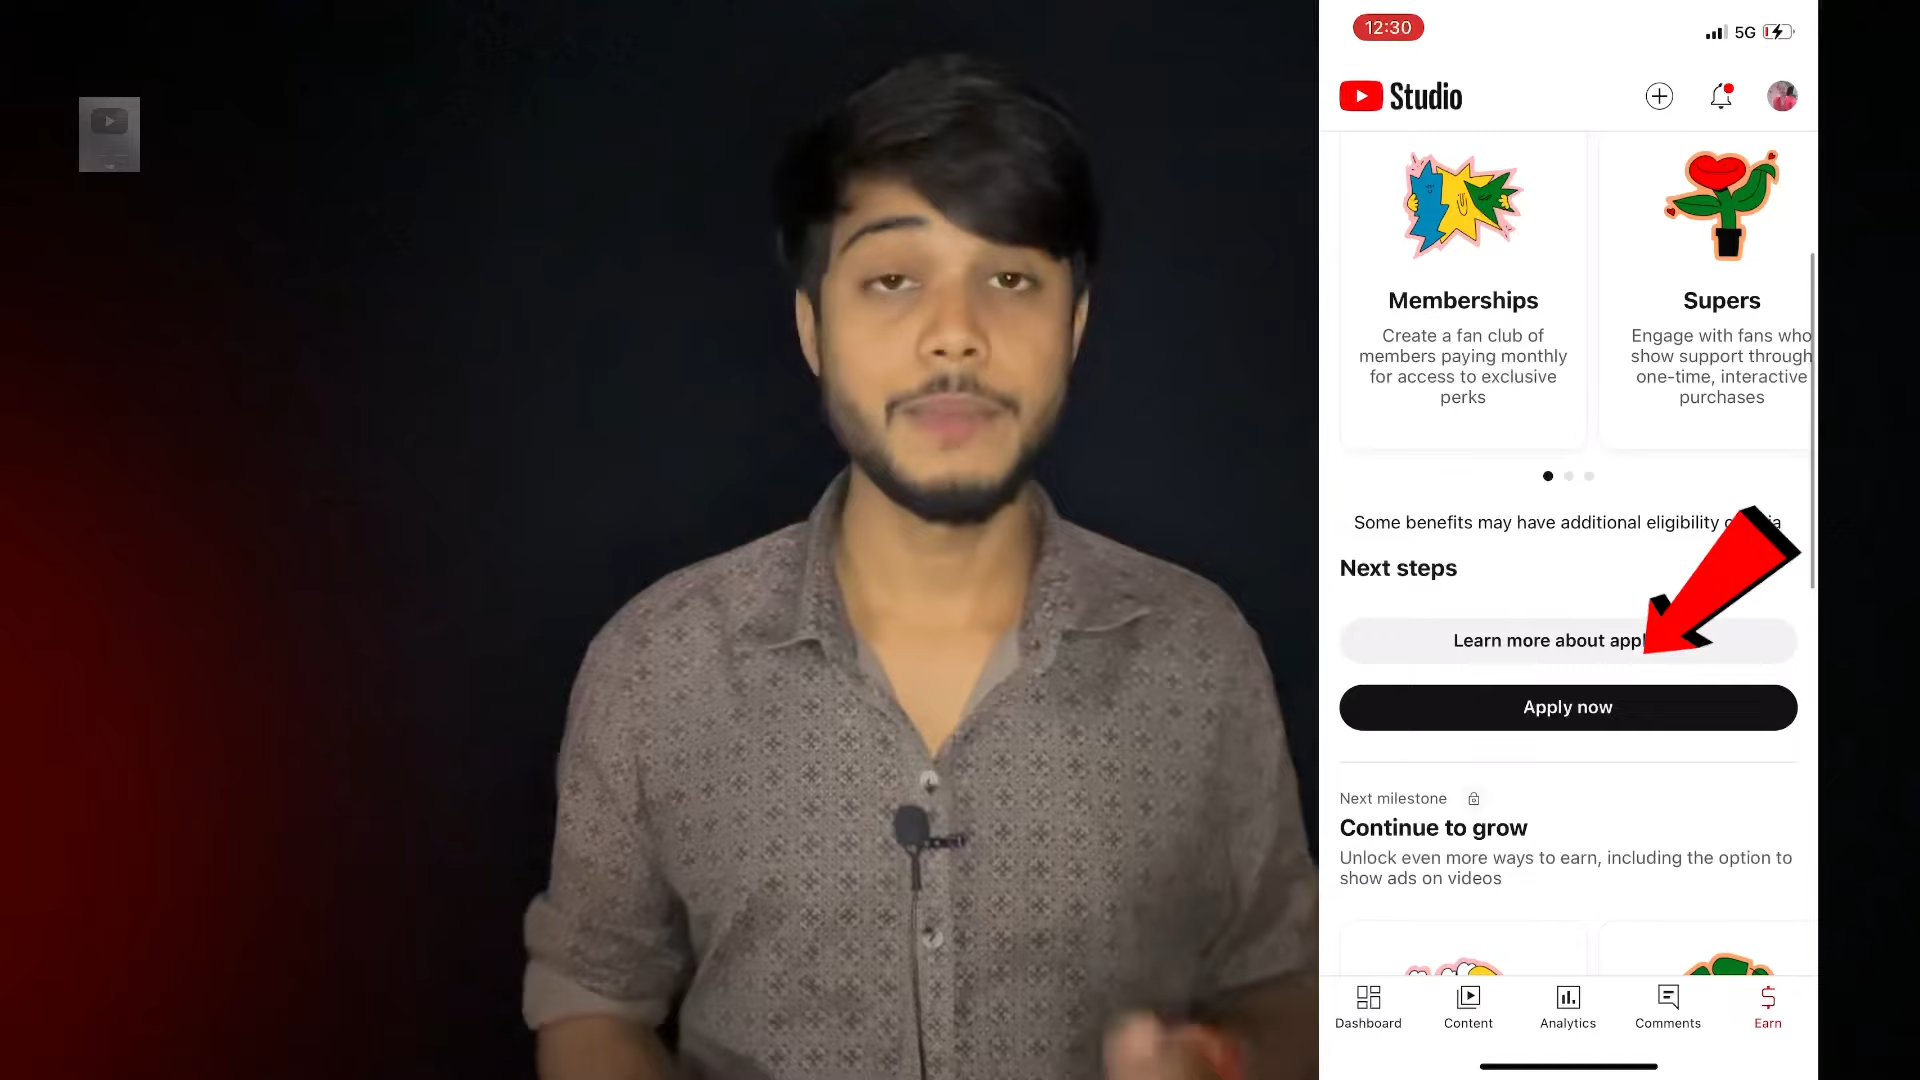 12:30
5G
Studio
Memberships
Create a fan club of
members paying monthly
for access to exclusive
perks
Supers
Engage with fans who
show support through
one-time, interactive
purchases
Some benefits may have additional eligibility
Next steps
Learn more about
Apply now
Next milestone
Continue to grow
Unlock even more ways to earn, including the option to
show ads on videos
Dashboard
Content
Analytics
Comments
Earn